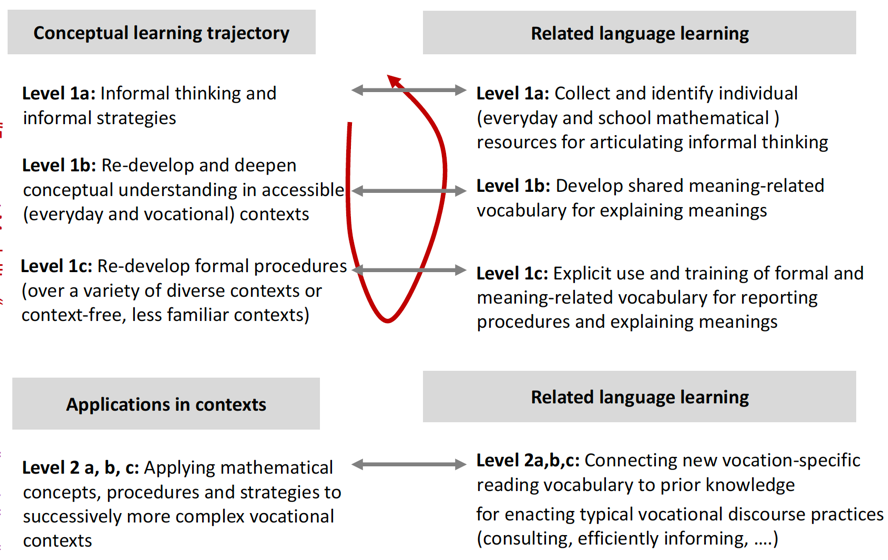 Conceptual learning trajectory
Related language learning
Level 1a: Informal thinking and
informal strategies
Level 1a: Collect and identify individual
(everyday and school mathematical )
resources for articulating informal thinking
Level 1b: Re-develop and deepen
conceptual understanding in accessible
(everyday and vocational) contexts
Level 1b: Develop shared meaning-related
vocabulary for explaining meanings
Level 1c: Re-develop formal procedures
(over a variety of diverse contexts or
context-free, less familiar contexts)
Level 1c: Explicit use and training of formal and
meaning-related vocabulary for reporting
procedures and explaining meanings
Applications in contexts
Related language learning
Level 2 a, b, c: Applying mathematical
concepts, procedures and strategies to
successively more complex vocational
contexts
Level 2a,b,c: Connecting new vocation-specific
reading vocabulary to prior knowledge
for enacting typical vocational discourse practices
(consulting, efficiently informing, ….)